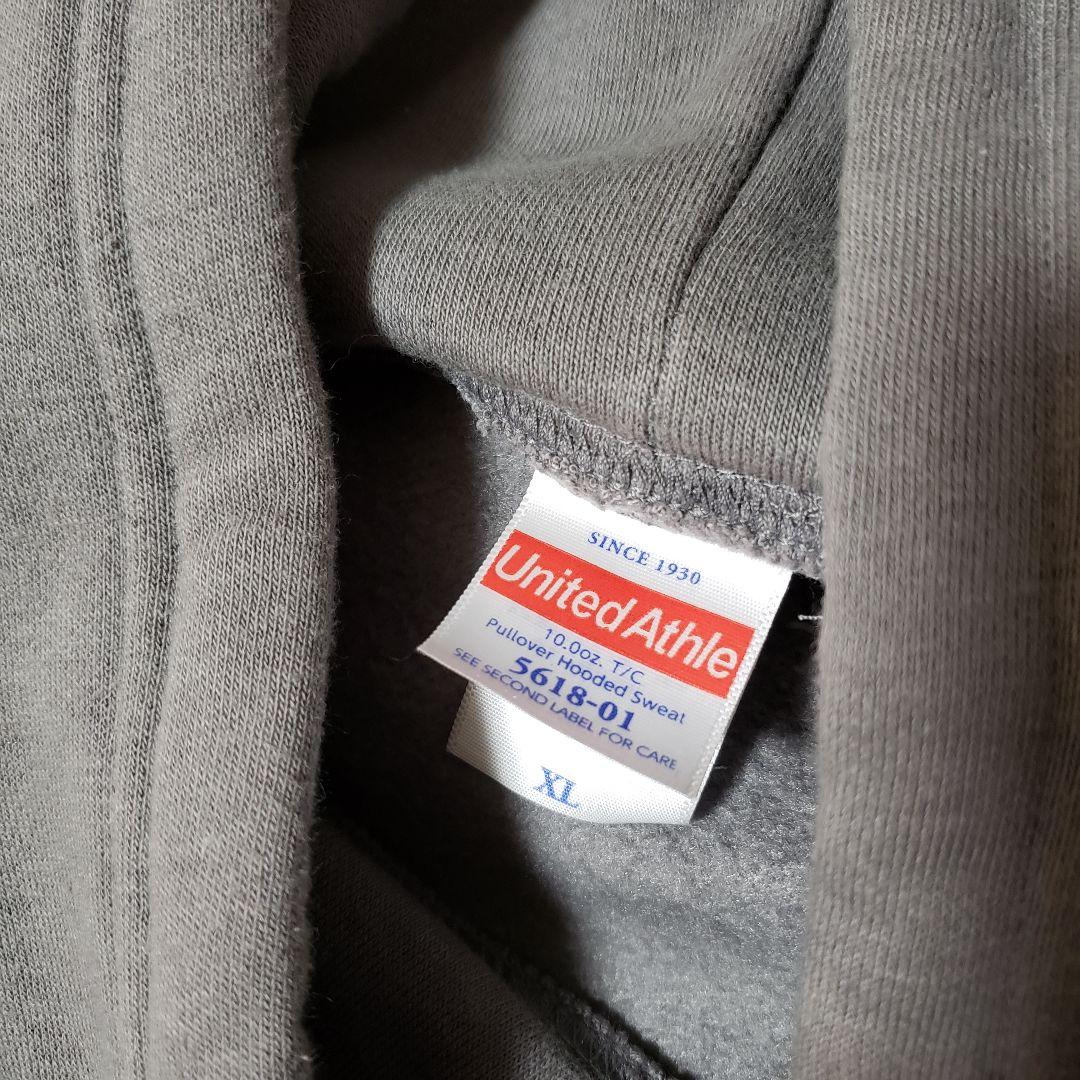 SINCE 1930
United Athle
10.0oz. T/C
Pullover Hooded Sweat
5618-01
SEE SECOND LABEL FOR CARE
XL